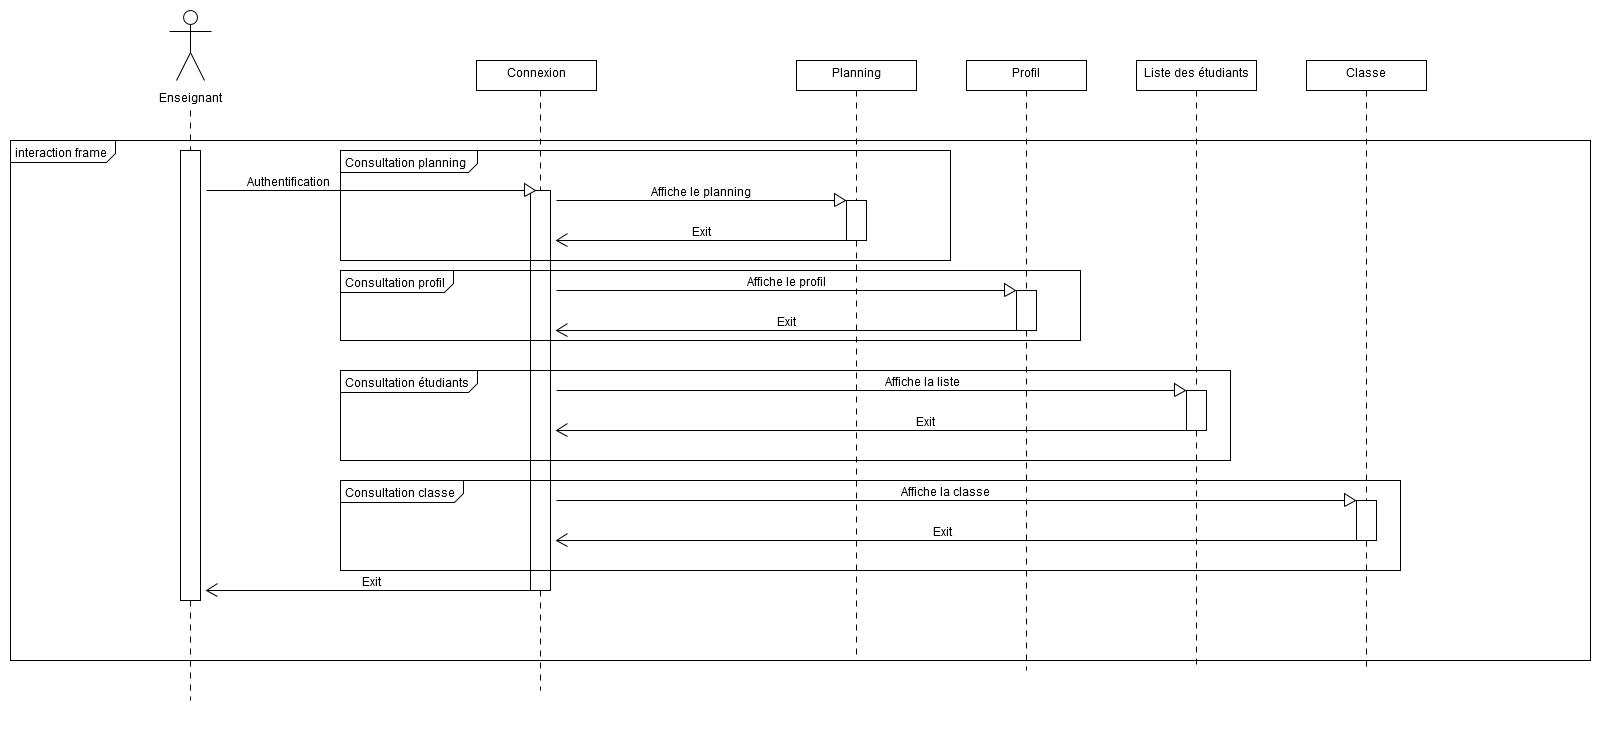 Enseignant
Connexion
Planning
Profil
Liste des étudiants
Classe
interaction frame
Consultation planning
Authentification
Affiche le planning
Exit
Consultation profil
Affiche le profil
Exit
Consultation étudiants
Affiche la liste
Exit
Consultation classe
Affiche la classe
Exit
Exit